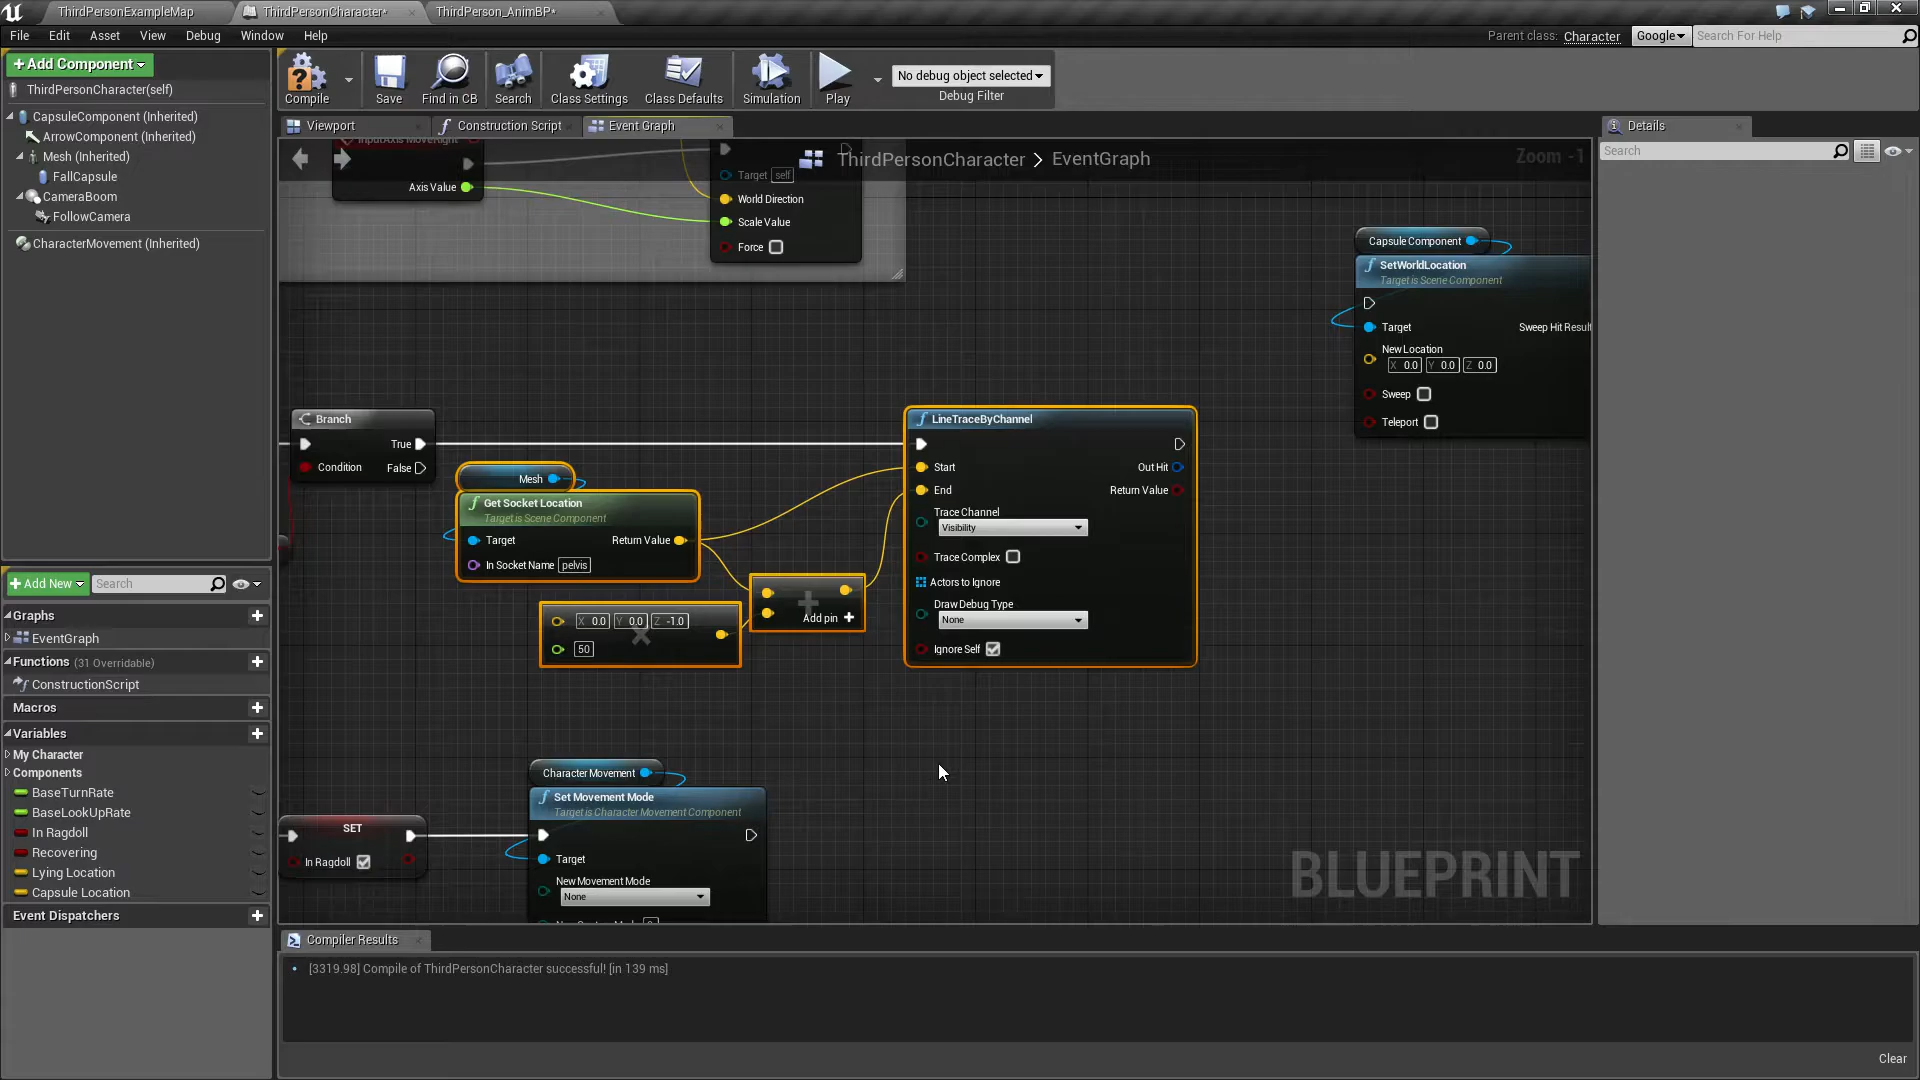 ThirdPersonExampleMap
ThirdPersonCharacter*
ThirdPerson_AnimBP*
File Edit Asset View Debug Window Help
Parent class: Character Google Search For Help
Add Component
ThirdPersonCharacter(self)
CapsuleComponent (Inherited)
ArrowComponent (Inherited)
Mesh (Inherited)
FallCapsule
CameraBoom
FollowCamera
CharacterMovement (Inherited)
Compile
Save
Find in CB
Search
Class Settings
Class Defaults
Simulation
Play
No debug object selected
Debug Filter
Viewport
Construction Script
Event Graph
Details
Search
ThirdPersonCharacter > EventGraph
Zoom -1
InputAxis MoveRight
Axis Value
Target self
World Direction
Scale Value
Force
Capsule Component
SetWorldLocation
Target is Scene Component
Target Sweep Hit Result
New Location
X 0.0 Y 0.0 Z 0.0
Sweep
Teleport
Branch
True
Condition False
Mesh
Get Socket Location
Target is Scene Component
Target Return Value
In Socket Name pelvis
X 0.0 Y 0.0 Z -1.0
50
Add pin
LineTraceByChannel
Start Out Hit
End Return Value
Trace Channel
Visibility
Trace Complex
Actors to Ignore
Draw Debug Type
None
Ignore Self
SET
In Ragdoll
Character Movement
Set Movement Mode
Target is Character Movement Component
Target
New Movement Mode
None
BLUEPRINT
Add New Search
Graphs
EventGraph
Functions (31 Overridable)
ConstructionScript
Macros
Variables
My Character
Components
BaseTurnRate
BaseLookUpRate
In Ragdoll
Recovering
Lying Location
Capsule Location
Event Dispatchers
Compiler Results
[3319.98] Compile of ThirdPersonCharacter successful! [in 139 ms]
Clear